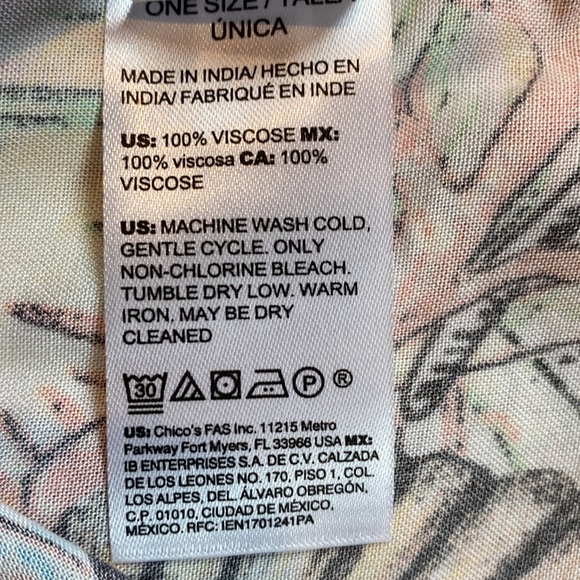 ONE SIZE / TALLA
ÚNICA
MADE IN INDIA/ HECHO EN
INDIA/ FABRIQUÉ EN INDE
US: 100% VISCOSE MX:
100% viscosa CA: 100%
VISCOSE
US: MACHINE WASH COLD,
GENTLE CYCLE. ONLY
NON-CHLORINE BLEACH.
TUMBLE DRY LOW. WARM
IRON. MAY BE DRY
CLEANED
30 P ®
US: Chico's FAS Inc. 11215 Metro
Parkway Fort Myers, FL 33966 USA MX:
IB ENTERPRISES S.A. DE C.V. CALZADA
DE LOS LEONES NO. 170, PISO 1, COL.
LOS ALPES, DEL. ÁLVARO OBREGÓN,
C.P. 01010, CIUDAD DE MÉXICO,
MÉXICO. RFC: IEN1701241PA